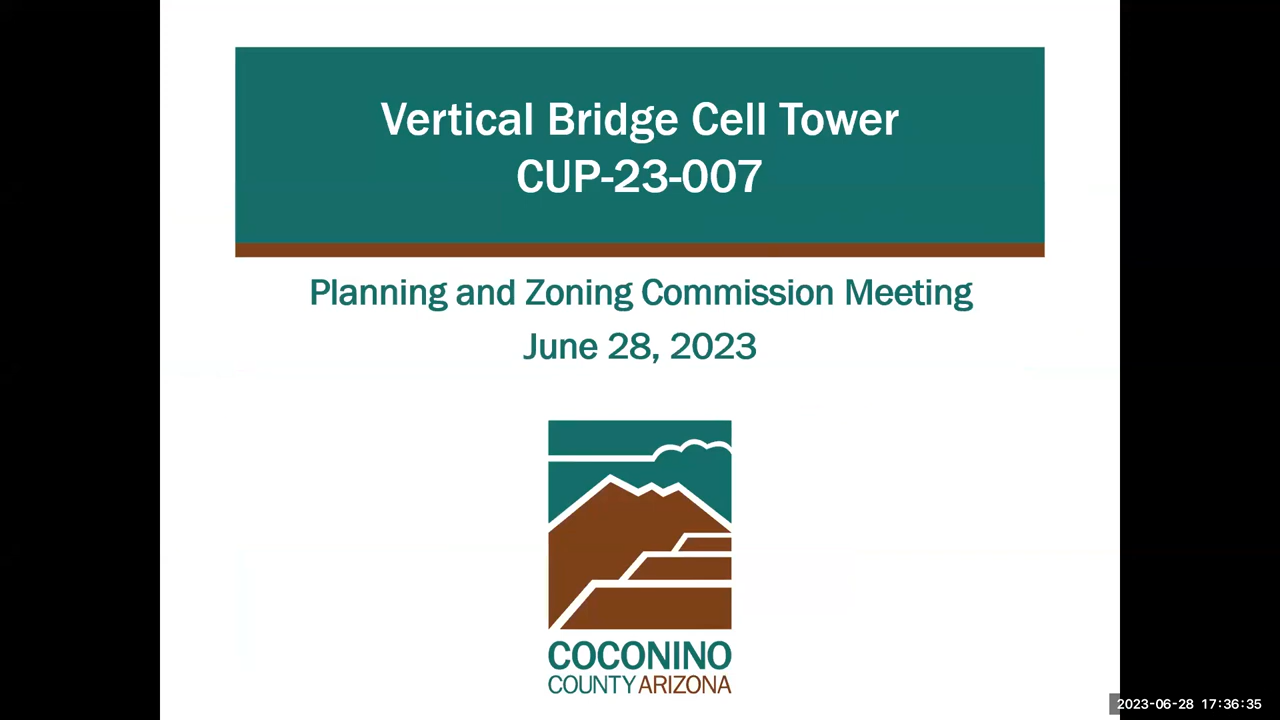 Vertical Bridge Cell Tower
CUP-23-007
Planning and Zoning Commission Meeting
June 28, 2023
COCONINO
COUNTY ARIZONA
2023-06-28 17:36:35